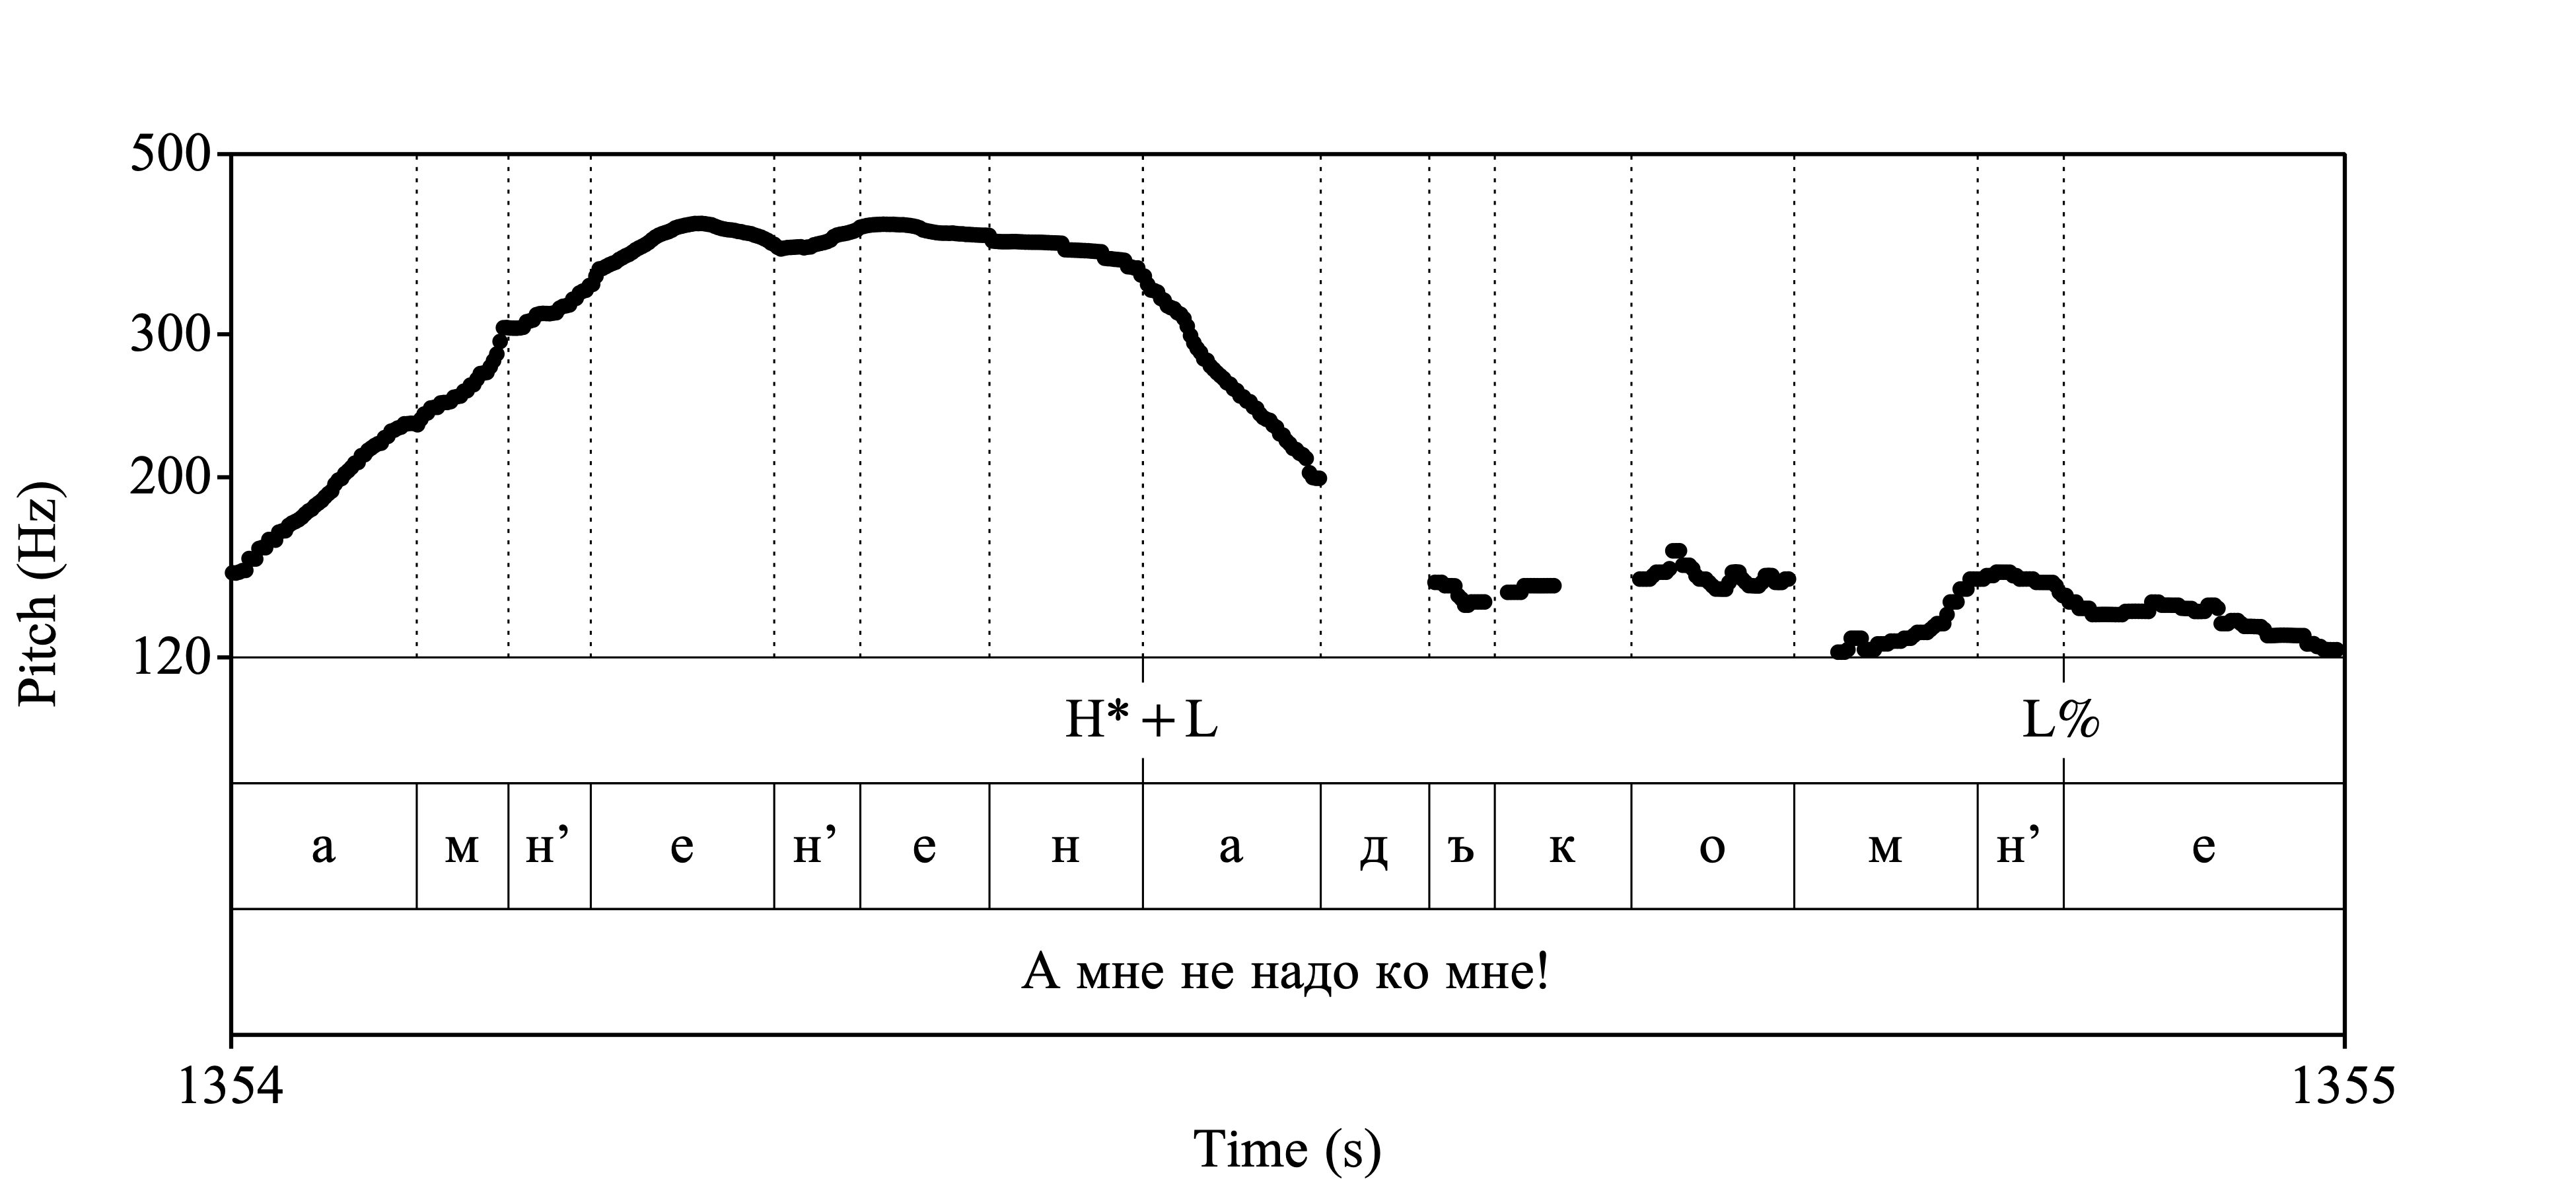 500
300
200
120
Pitch (Hz)
H* + L L%
а м н’ е н’ е н а д ъ к о м н’ е
А мне не надо ко мне!
1354 1355
Time (s)